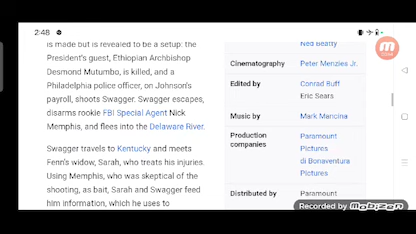 2:48
is made but is revealed to be a setup: the
President's guest, Ethiopian Archbishop
Desmond Mutumbo, is killed, and a
Philadelphia police officer, on Johnson's
payroll, shoots Swagger. Swagger escapes,
disarms rookie FBI Special Agent Nick
Memphis, and flees into the Delaware River.
Swagger travels to Kentucky and meets
Fenn's widow, Sarah, who treats his injuries.
Using Memphis, who was skeptical of the
shooting, as bait, Sarah and Swagger feed
him information, which he uses to
Ned Beatty
Cinematography Peter Menzies Jr.
Edited by Conrad Buff
Eric Sears
Music by Mark Mancina
Production Paramount
companies Pictures
di Bonaventura
Pictures
Distributed by Paramount
Recorded by Mobizen